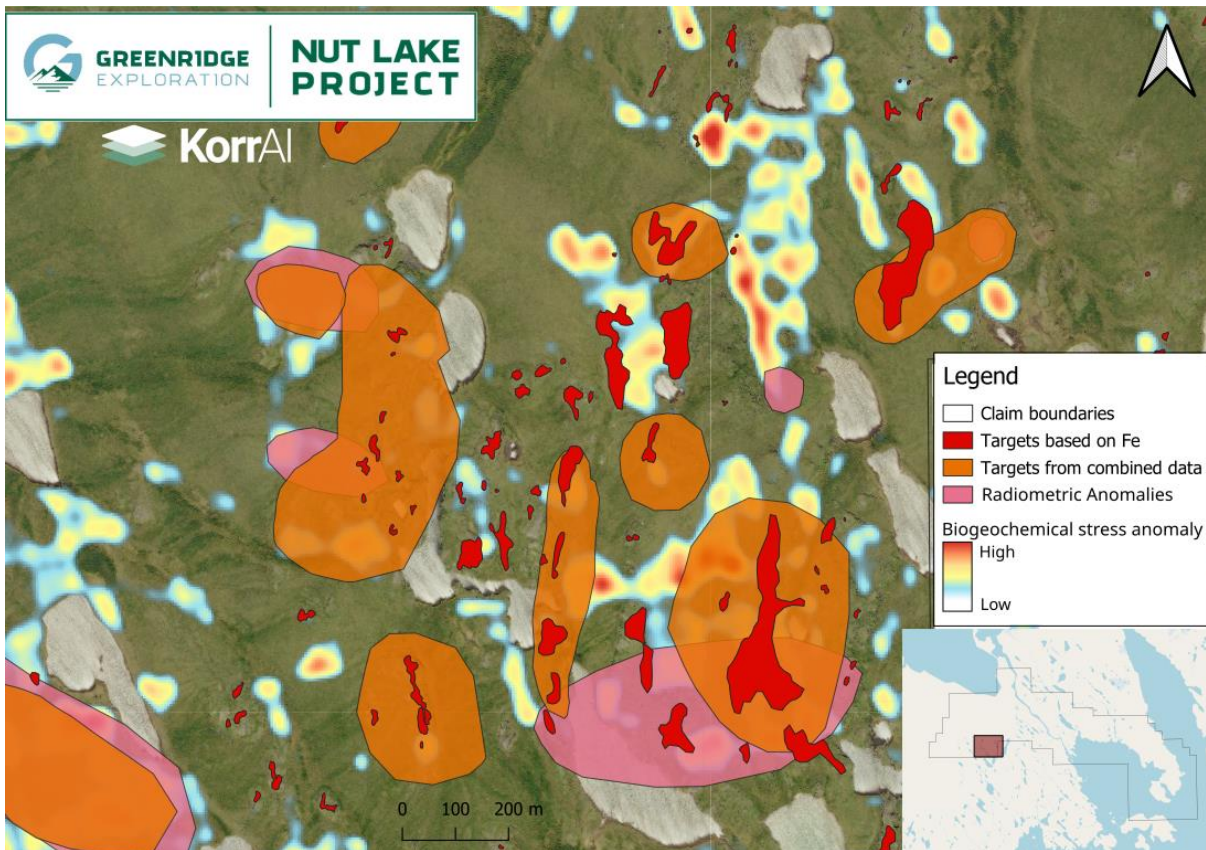 GREENRIDGE
EXPLORATION
NUT LAKE
PROJECT
KorrAI
Legend
Claim boundaries
Targets based on Fe
Targets from combined data
Radiometric Anomalies
Biogeochemical stress anomaly
High
Low
0 100 200 m